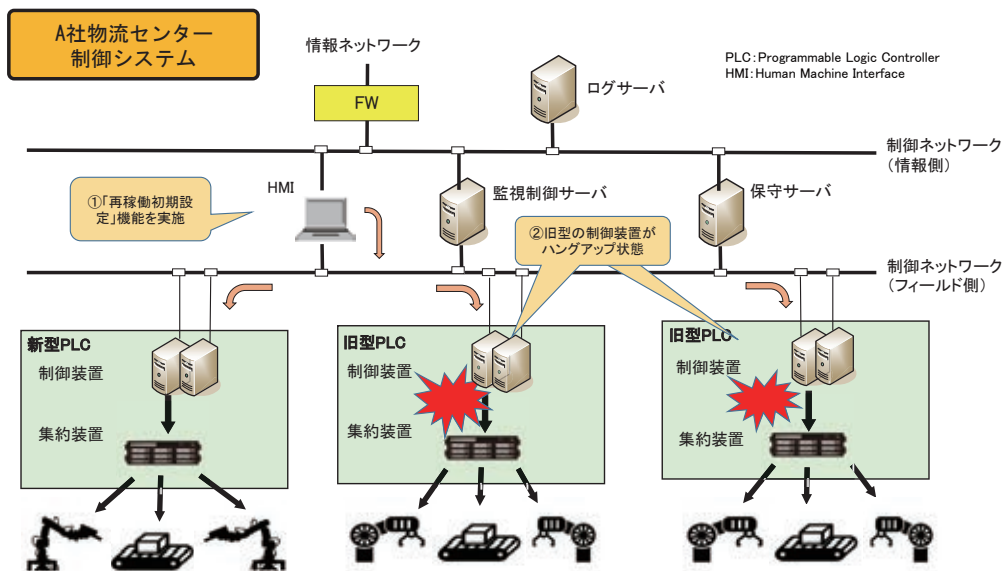 A社物流センター
制御システム
情報ネットワーク
FW
ログサーバ
PLC:Programmable Logic Controller
HMI:Human Machine Interface
制御ネットワーク
(情報側)
①「再稼働初期設
定」機能を実施
HMI
監視制御サーバ
保守サーバ
②旧型の制御装置が
ハングアップ状態
制御ネットワーク
(フィールド側)
新型PLC
制御装置
集約装置
旧型PLC
制御装置
集約装置
旧型PLC
制御装置
集約装置